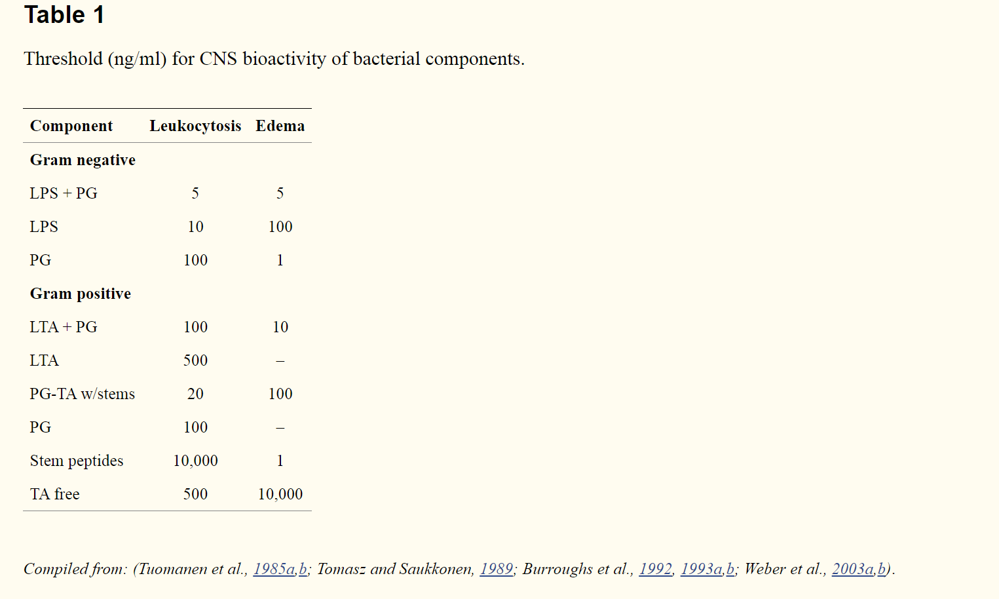 Table 1
Threshold (ng/ml) for CNS bioactivity of bacterial components.
Component Leukocytosis Edema
Gram negative
LPS + PG 5 5
LPS 10 100
PG 100 1
Gram positive
LTA + PG 100 10
LTA 500 –
PG-TA w/stems 20 100
PG 100 –
Stem peptides 10,000 1
TA free 500 10,000
Compiled from: (Tuomanen et al., 1985a,b; Tomasz and Saukkonen, 1989; Burroughs et al., 1992, 1993a,b; Weber et al., 2003a,b).